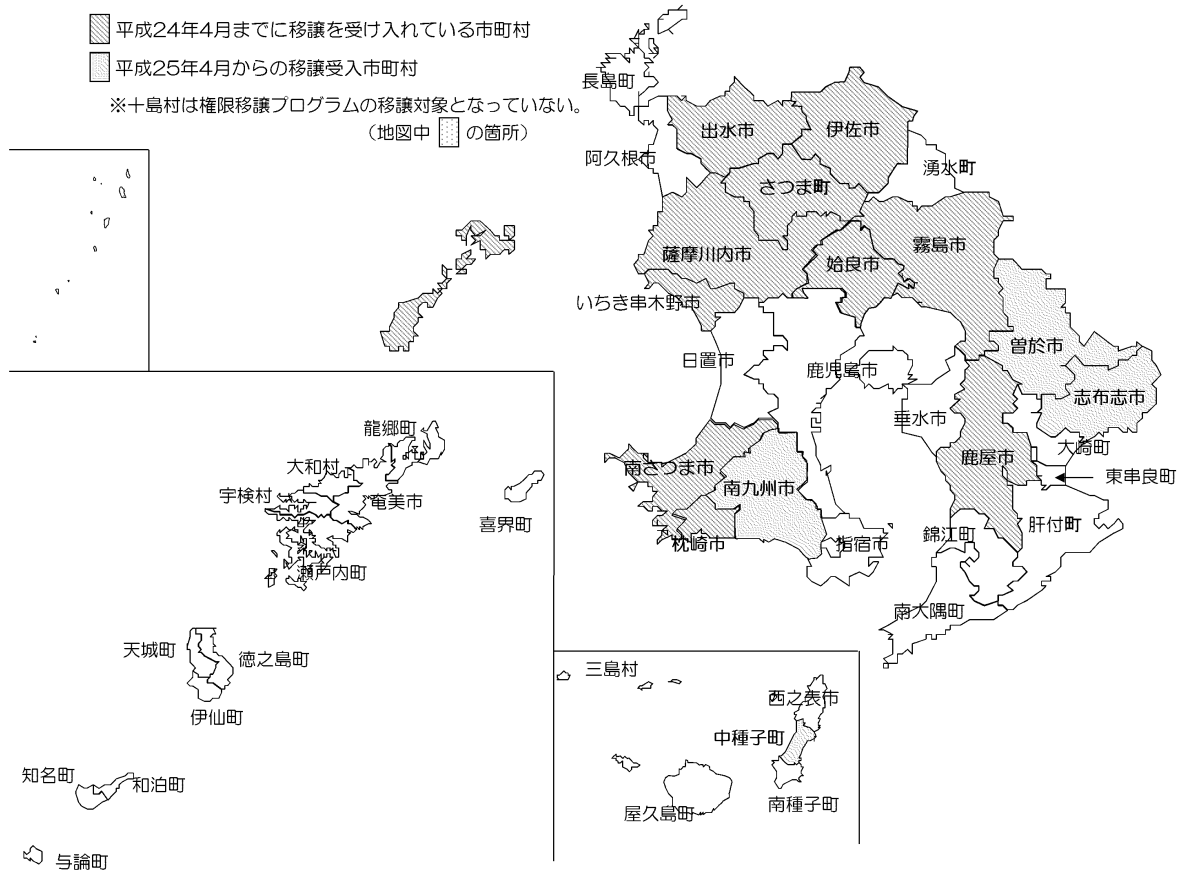 平成24年4月までに移譲を受け入れている市町村
平成25年4月からの移譲受入市町村
※十島村は権限移譲プログラムの移譲対象となっていない。
（地図中 の箇所）
長島町
出水市
伊佐市
阿久根市
湧水町
さつま町
霧島市
薩摩川内市
姶良市
いちき串木野市
曽於市
日置市
鹿児島市
志布志市
垂水市
大崎町
南さつま市
鹿屋市
東串良町
南九州市
肝付町
枕崎市
指宿市
錦江町
南大隅町
龍郷町
大和村
宇検村
奄美市
喜界町
瀬戸内町
天城町
徳之島町
伊仙町
知名町
和泊町
与論町
三島村
西之表市
中種子町
屋久島町
南種子町